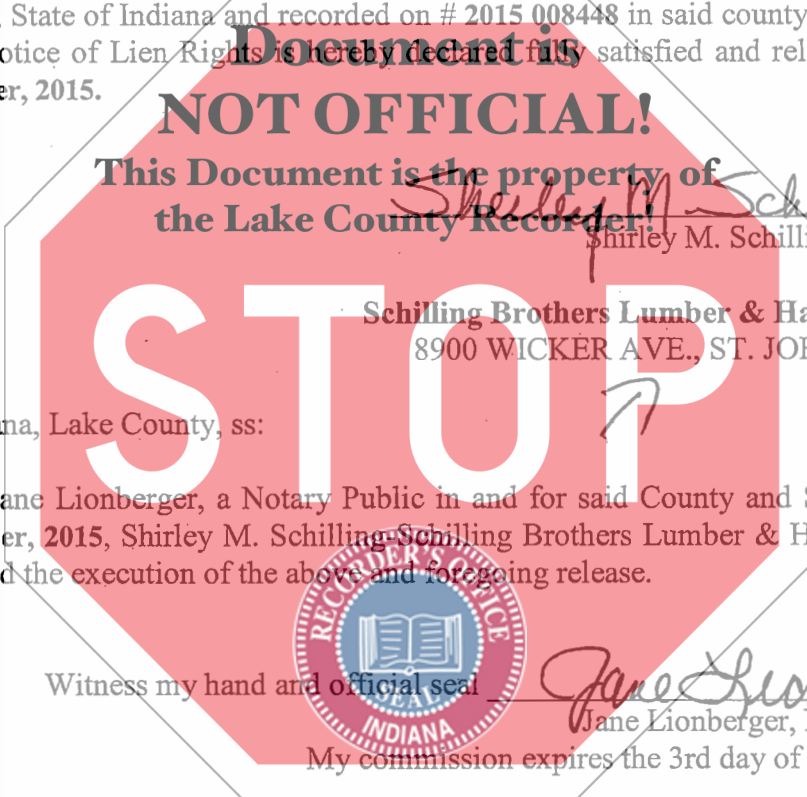 , State of Indiana and recorded on # 2015 008448 in said county
otice of Lien Rights is hereby declared fully satisfied and rel
er, 2015.
Document is
NOT OFFICIAL!
This Document is the property of
the Lake County Recorder!
Shirley M. Sch
Shirley M. Schilli
Schilling Brothers Lumber & Ha
8900 WICKER AVE., ST. JOH
STOP
na, Lake County, ss:
ane Lionberger, a Notary Public in and for said County and S
er, 2015, Shirley M. Schilling-Schilling Brothers Lumber & H
d the execution of the above and foregoing release.
RECORDER'S OFFICE
SEAL
INDIANA
Witness my hand and official seal
Jane Lio
Jane Lionberger,
My commission expires the 3rd day of